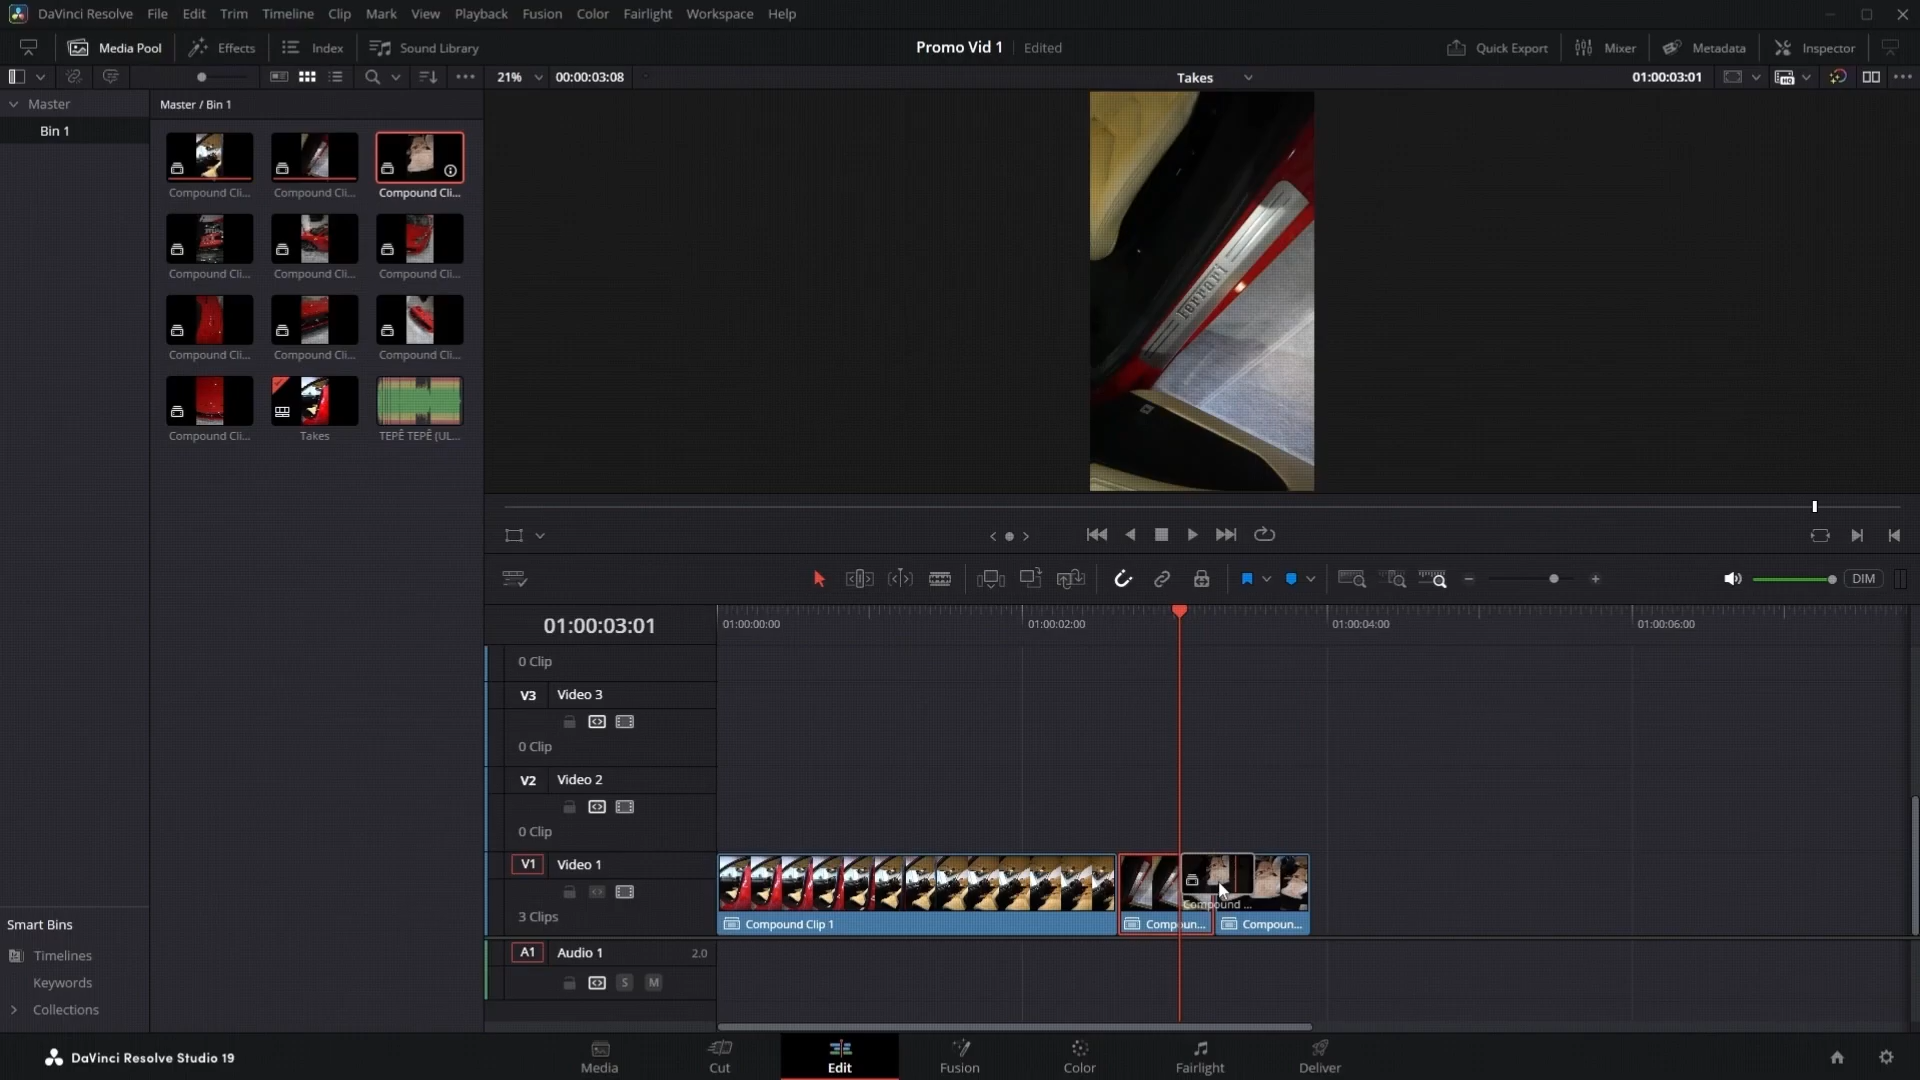 DaVinci Resolve File Edit Trim Timeline Clip Mark View Playback Fusion Color Fairlight Workspace Help
Media Pool Effects Index Sound Library Promo Vid 1 Edited Quick Export Mixer Metadata Inspector
21% 00:00:03:08 Takes 01:00:03:01
Master Master / Bin 1
Bin 1
Compound Cli... Compound Cli... Compound Cli...
Compound Cli... Compound Cli... Compound Cli...
Compound Cli... Compound Cli... Compound Cli...
Compound Cli... Takes TEPÊ TEPÊ (UL...
Ferrari
DIM
01:00:03:01 01:00:00:00 01:00:02:00 01:00:04:00 01:00:06:00
0 Clip
V3 Video 3
0 Clip
V2 Video 2
0 Clip
V1 Video 1
3 Clips
Compound ...
Compound Clip 1 Compoun... Compoun...
A1 Audio 1 2.0
S M
Smart Bins
Timelines
Keywords
Collections
DaVinci Resolve Studio 19 Media Cut Edit Fusion Color Fairlight Deliver